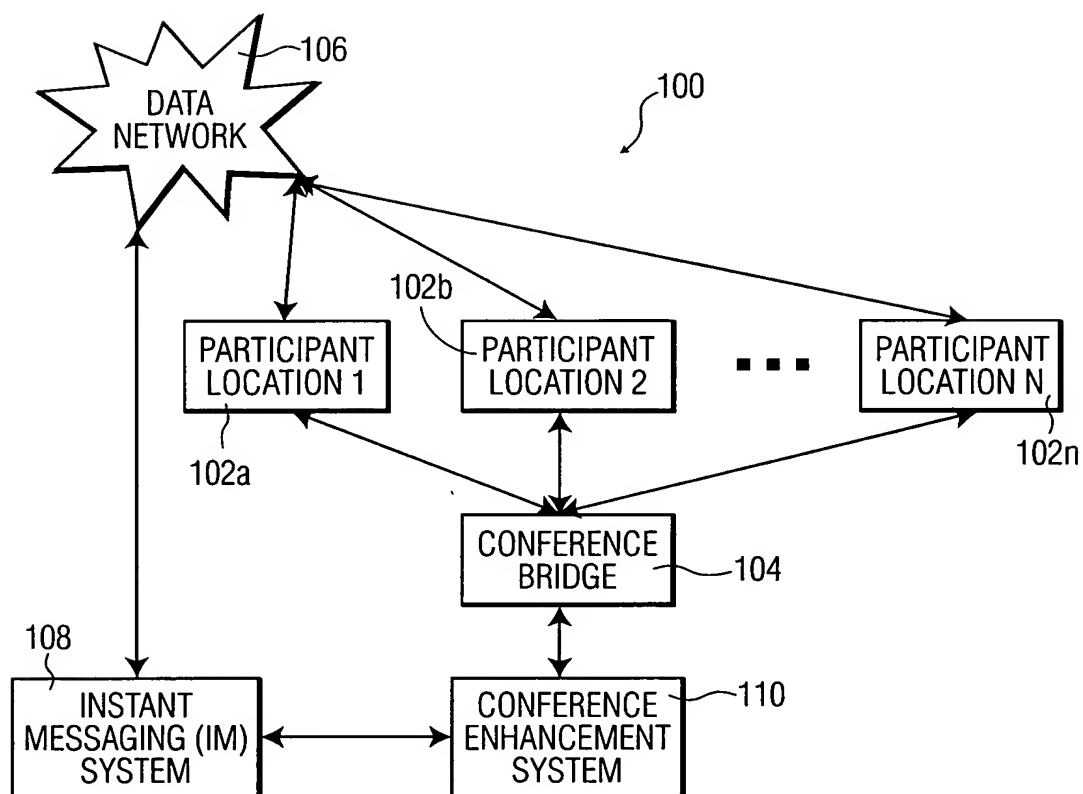 106
DATA
NETWORK
100
102b
PARTICIPANT
LOCATION 1
PARTICIPANT
LOCATION 2
PARTICIPANT
LOCATION N
102a
102n
CONFERENCE
BRIDGE
104
108
INSTANT
MESSAGING (IM)
SYSTEM
CONFERENCE
ENHANCEMENT
SYSTEM
110